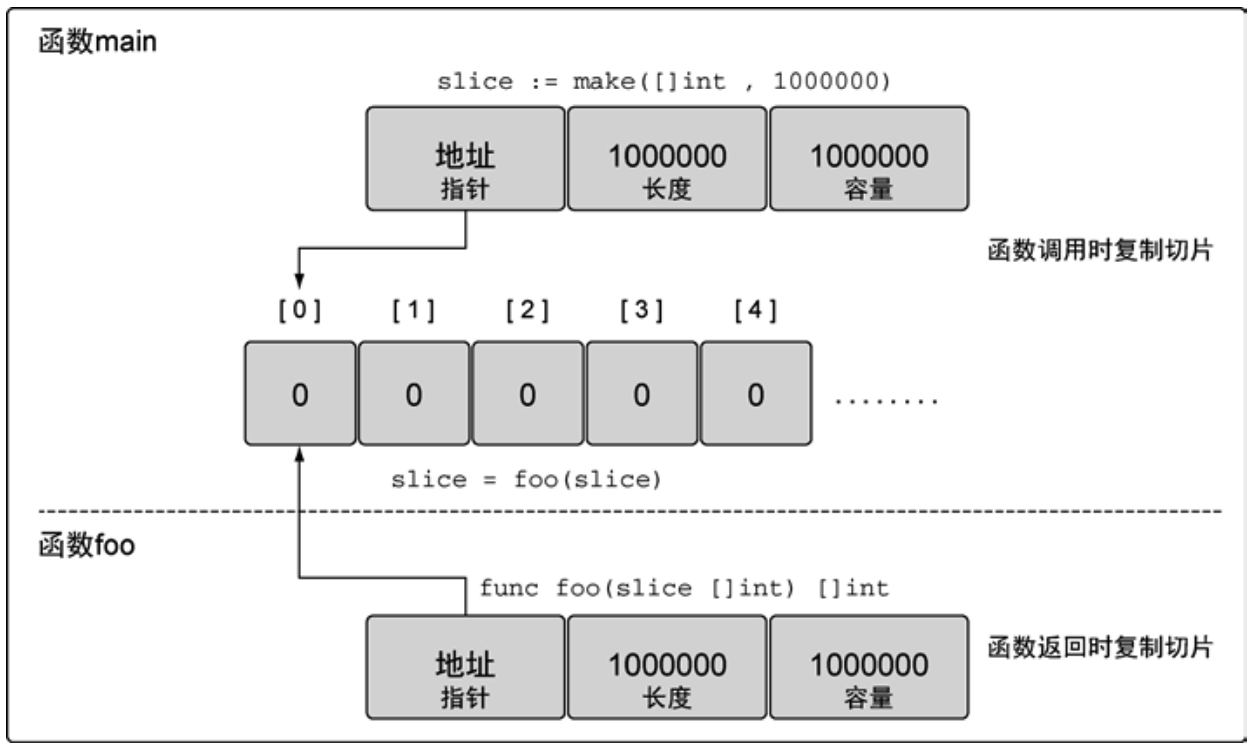 函数main
slice := make([]int , 1000000)
地址 1000000 1000000
指针 长度 容量
函数调用时复制切片
[0] [1] [2] [3] [4]
0 0 0 0 0 ........
slice = foo(slice)
函数foo
func foo(slice []int) []int
地址 1000000 1000000
指针 长度 容量
函数返回时复制切片